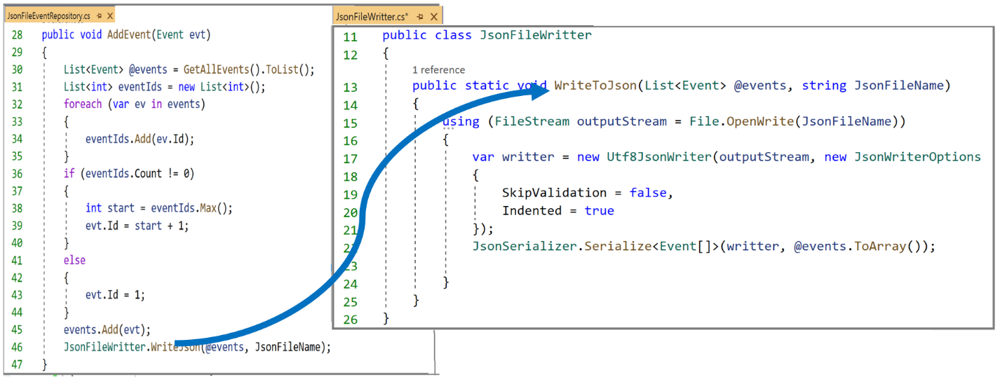 JsonFileEventRepository.cs
28 public void AddEvent(Event evt)
29 {
30 List<Event> @events = GetAllEvents().ToList();
31 List<int> eventIds = new List<int>();
32 foreach (var ev in events)
33 {
34 eventIds.Add(ev.Id);
35 }
36 if (eventIds.Count != 0)
37 {
38 int start = eventIds.Max();
39 evt.Id = start + 1;
40 }
41 else
42 {
43 evt.Id = 1;
44 }
45 events.Add(evt);
46 JsonFileWritter.WriteJson(@events, JsonFileName);
47 }
JsonFileWritter.cs*
11 public class JsonFileWritter
12 {
1 reference
13 public static void WriteToJson(List<Event> @events, string JsonFileName)
14 {
15 using (FileStream outputStream = File.OpenWrite(JsonFileName))
16 {
17 var writter = new Utf8JsonWriter(outputStream, new JsonWriterOptions
18 {
19 SkipValidation = false,
20 Indented = true
21 });
22 JsonSerializer.Serialize<Event[]>(writter, @events.ToArray());
23
24 }
25 }
26 }